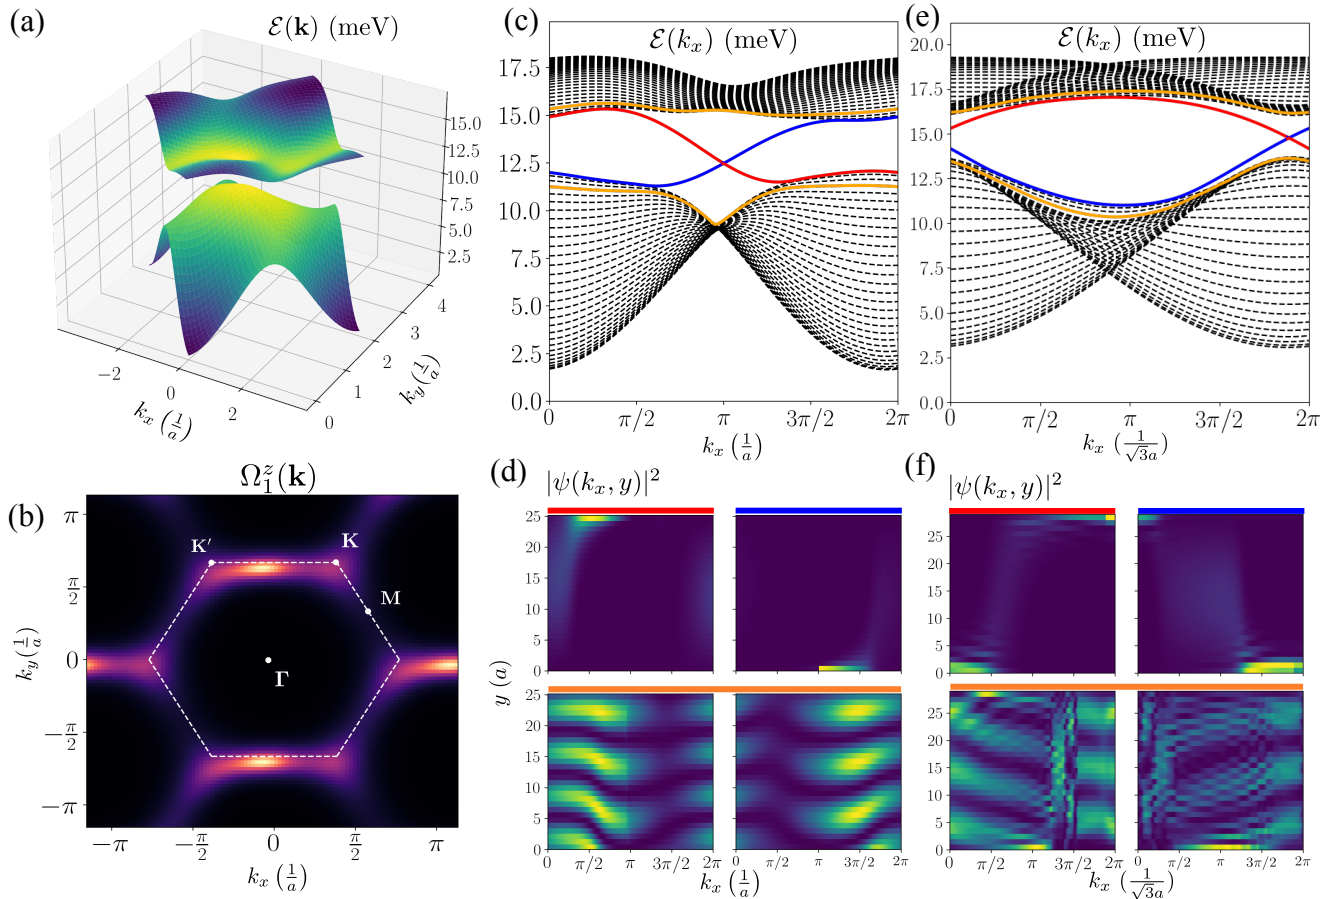 (a)
ℰ(k) (meV)
15.0
12.5
10.0
7.5
5.0
2.5
−2
0
2
k_x (1/a)
0
1
2
3
4
k_y (1/a)
(b)
Ω₁ᶻ(k)
π
π/2
0
−π/2
−π
K′
K
M
Γ
k_y (1/a)
−π
−π/2
0
π/2
π
k_x (1/a)
(c)
ℰ(k_x) (meV)
17.5
15.0
12.5
10.0
7.5
5.0
2.5
0.0
0
π/2
π
3π/2
2π
k_x (1/a)
(d)
|ψ(k_x, y)|²
25
20
15
10
5
0
y (a)
25
20
15
10
5
0
0 π/2 π 3π/2 2π
0 π/2 π 3π/2 2π
k_x (1/a)
(e)
ℰ(k_x) (meV)
20.0
17.5
15.0
12.5
10.0
7.5
5.0
2.5
0.0
0
π/2
π
3π/2
2π
k_x (1/√3a)
(f)
|ψ(k_x, y)|²
25
20
15
10
5
0
25
20
15
10
5
0
0 π/2 π 3π/2 2π
0 π/2 π 3π/2 2π
k_x (1/√3a)